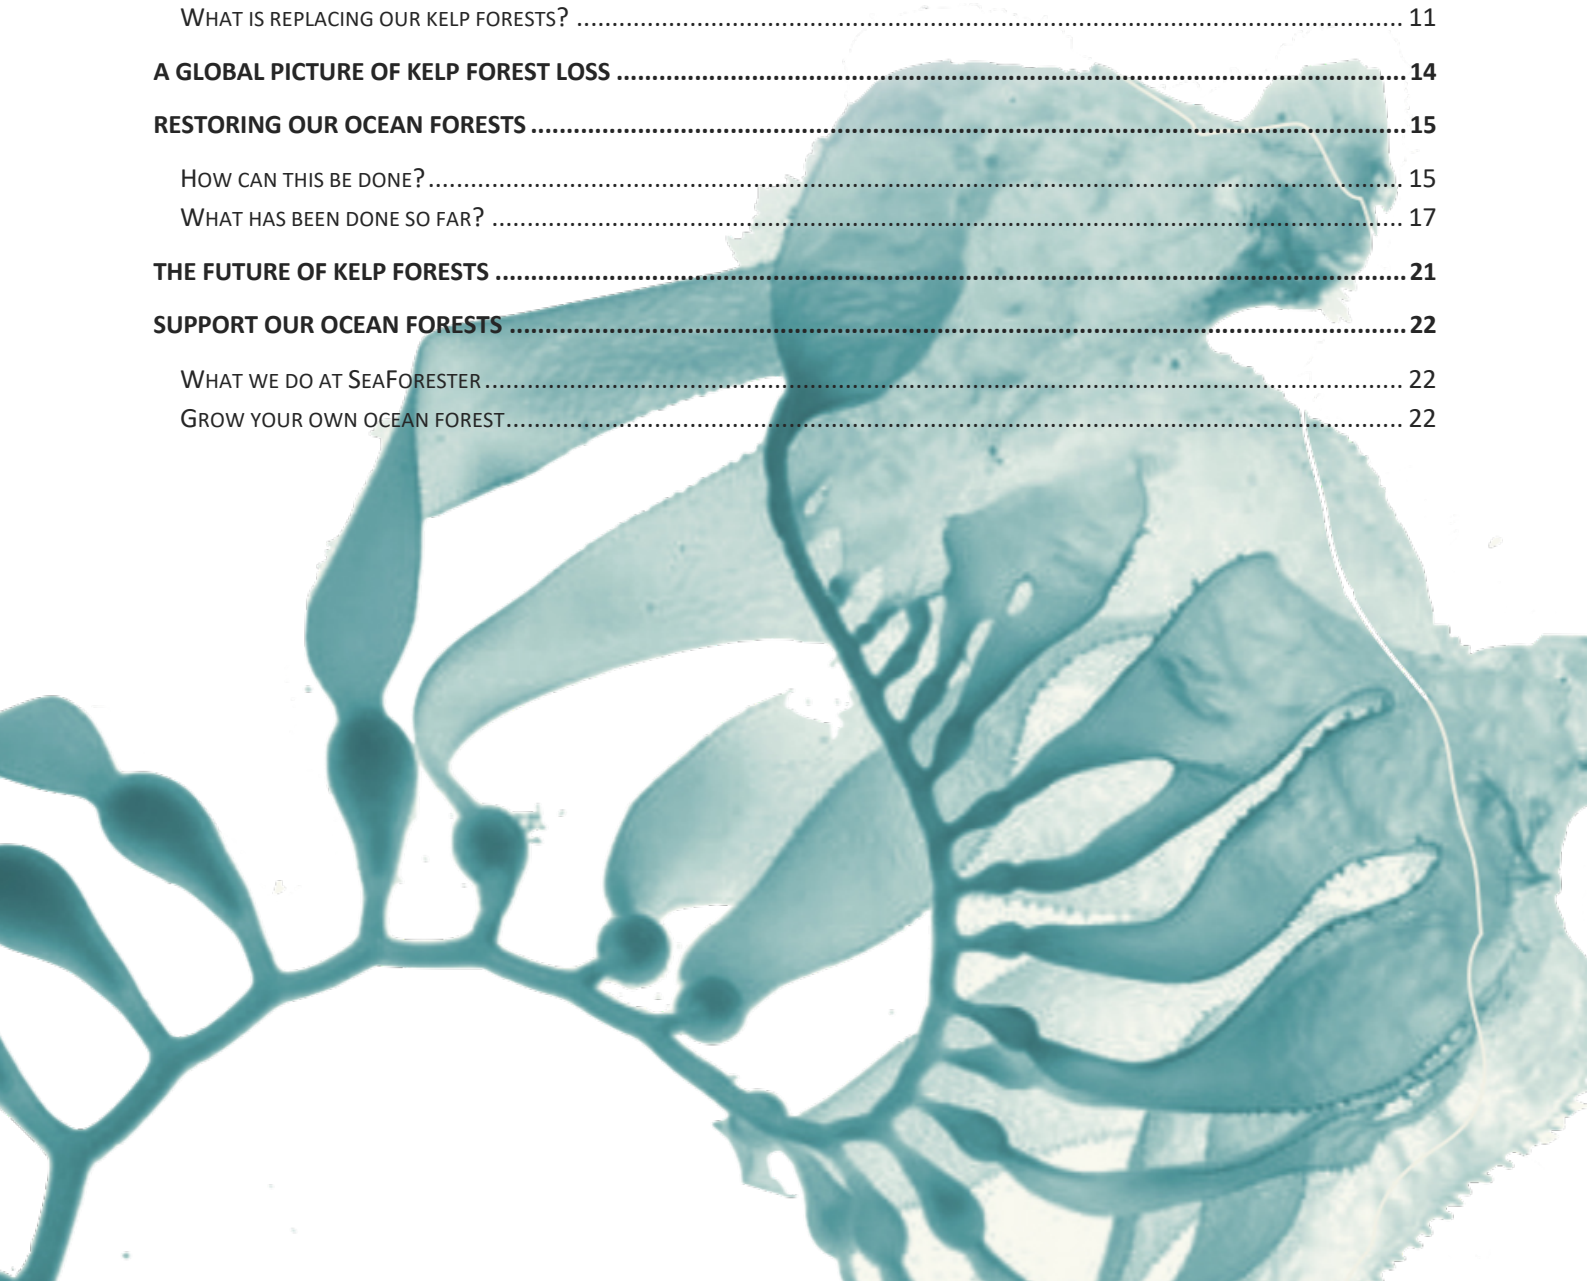 What is replacing our kelp forests? .......... 11
A GLOBAL PICTURE OF KELP FOREST LOSS .......... 14
RESTORING OUR OCEAN FORESTS .......... 15
How can this be done? .......... 15
What has been done so far? .......... 17
THE FUTURE OF KELP FORESTS .......... 21
SUPPORT OUR OCEAN FORESTS .......... 22
What we do at SeaForester .......... 22
Grow your own ocean forest .......... 22